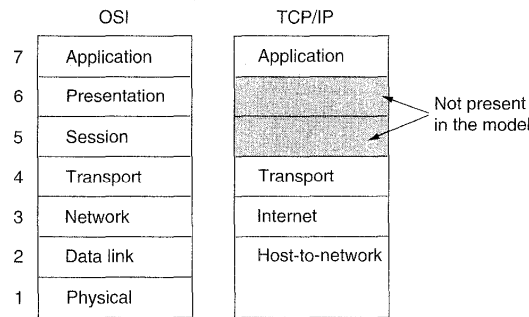 OSI TCP/IP
7 Application Application
6 Presentation
5 Session
Not present
in the model
4 Transport Transport
3 Network Internet
2 Data link Host-to-network
1 Physical